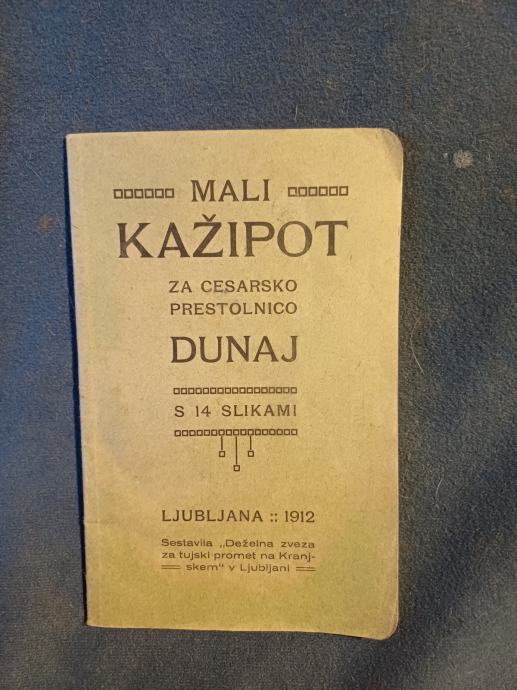 MALI
KAŽIPOT
ZA CESARSKO
PRESTOLNICO
DUNAJ
S 14 SLIKAMI
LJUBLJANA :: 1912
Sestavila „Deželna zveza
za tujski promet na Kranj-
skem“ v Ljubljani